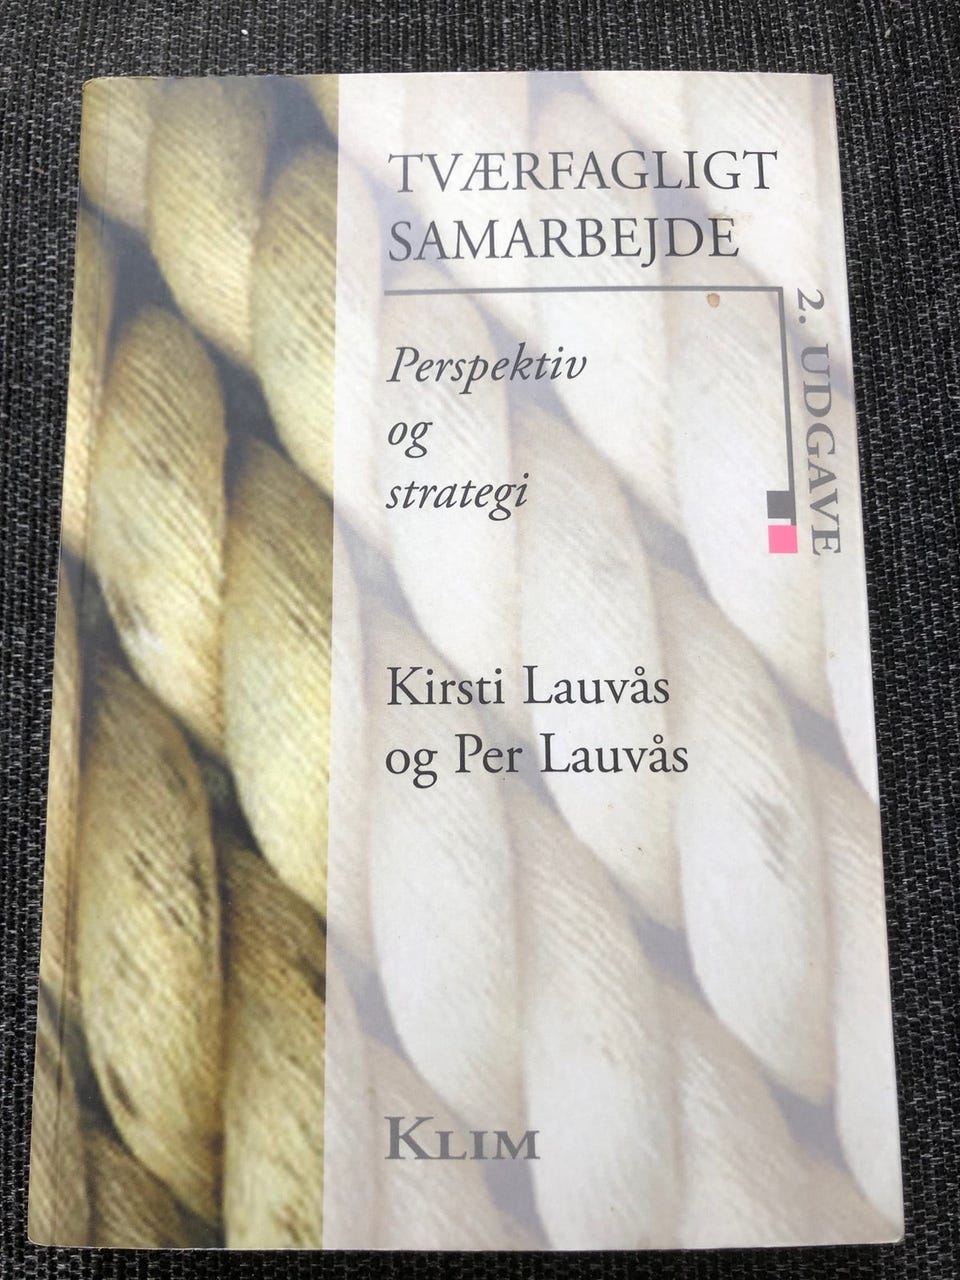 TVÆRFAGLIGT
SAMARBEJDE
2. UDGAVE
Perspektiv
og
strategi
Kirsti Lauvås
og Per Lauvås
KLIM